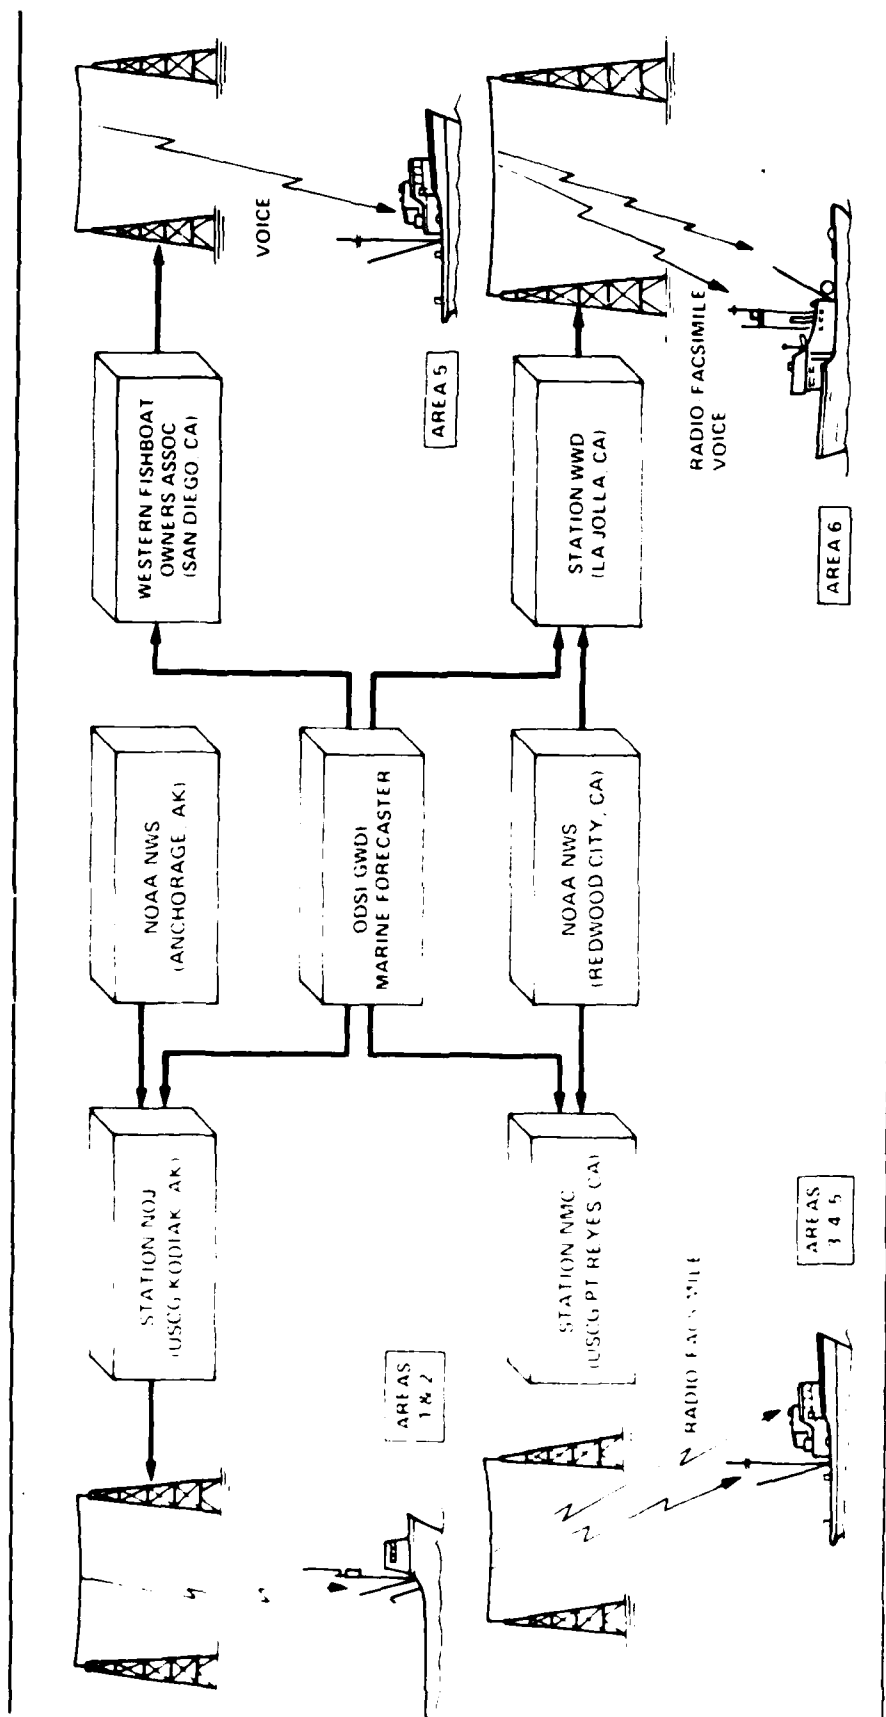 STATION NOJ
(USCG KODIAK, AK)
NOAA NWS
(ANCHORAGE, AK)
WESTERN FISHBOAT
OWNERS ASSOC
(SAN DIEGO, CA)
VOICE
AREAS
1 & 2
ODSI GWDI
MARINE FORECASTER
AREA 5
STATION NMC
(USCG PT REYES, CA)
NOAA NWS
(REDWOOD CITY, CA)
STATION WWD
(LA JOLLA, CA)
RADIO FACSIMILE
RADIO FACSIMILE
VOICE
AREAS
3 4 5
AREA 6